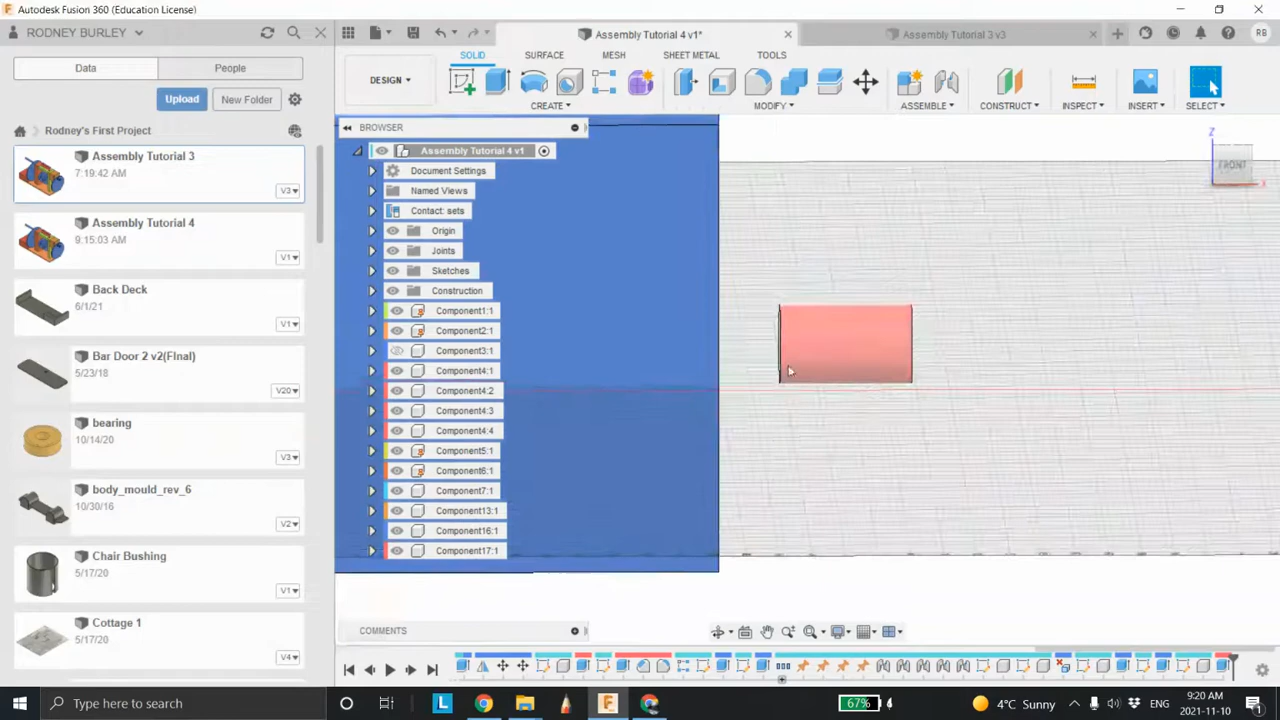 Autodesk Fusion 360 (Education License)
RODNEY BURLEY
Assembly Tutorial 4 v1*
Assembly Tutorial 3 v3
RB
Data
People
Upload
New Folder
Rodney's First Project
Assembly Tutorial 3
7:19:42 AM
V3
Assembly Tutorial 4
9:15:03 AM
V1
Back Deck
6/1/21
V1
Bar Door 2 v2(FInal)
5/23/18
V20
bearing
10/14/20
V3
body_mould_rev_6
10/30/16
V2
Chair Bushing
5/17/20
V1
Cottage 1
5/17/20
V4
DESIGN
SOLID
SURFACE
MESH
SHEET METAL
TOOLS
CREATE
MODIFY
ASSEMBLE
CONSTRUCT
INSPECT
INSERT
SELECT
BROWSER
Assembly Tutorial 4 v1
Document Settings
Named Views
Contact: sets
Origin
Joints
Sketches
Construction
Component1:1
Component2:1
Component3:1
Component4:1
Component4:2
Component4:3
Component4:4
Component5:1
Component6:1
Component7:1
Component13:1
Component16:1
Component17:1
Z
FRONT
X
COMMENTS
Type here to search
67%
4°C Sunny
ENG
9:20 AM
2021-11-10
1